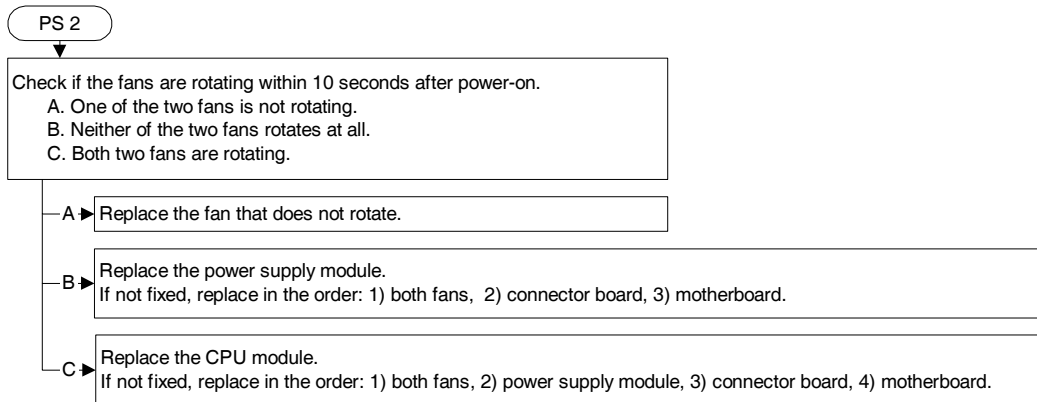 PS 2
Check if the fans are rotating within 10 seconds after power-on.
A. One of the two fans is not rotating.
B. Neither of the two fans rotates at all.
C. Both two fans are rotating.
A
Replace the fan that does not rotate.
B
Replace the power supply module.
If not fixed, replace in the order: 1) both fans, 2) connector board, 3) motherboard.
C
Replace the CPU module.
If not fixed, replace in the order: 1) both fans, 2) power supply module, 3) connector board, 4) motherboard.